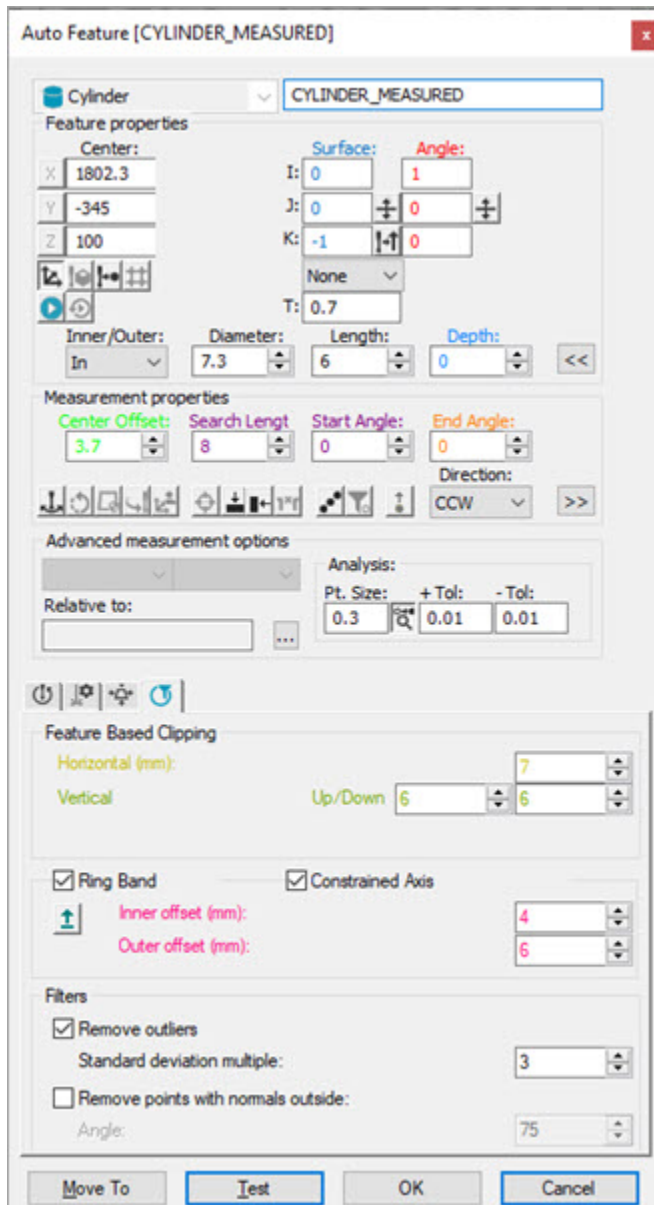 Auto Feature [CYLINDER_MEASURED]
x
Cylinder CYLINDER_MEASURED
Feature properties
Center: Surface: Angle:
X 1802.3 I: 0 1
Y -345 J: 0 0
Z 100 K: -1 0
None
T: 0.7
Inner/Outer: Diameter: Length: Depth:
In 7.3 6 0 <<
Measurement properties
Center Offset: Search Lengt Start Angle: End Angle:
3.7 8 0 0
Direction:
CCW >>
Advanced measurement options
Analysis:
Relative to: Pt. Size: + Tol: - Tol:
0.3 0.01 0.01
...
Feature Based Clipping
Horizontal (mm): 7
Vertical Up/Down 6 6
Ring Band Constrained Axis
Inner offset (mm): 4
Outer offset (mm): 6
Filters
Remove outliers
Standard deviation multiple: 3
Remove points with normals outside:
Angle: 75
Move To Test OK Cancel